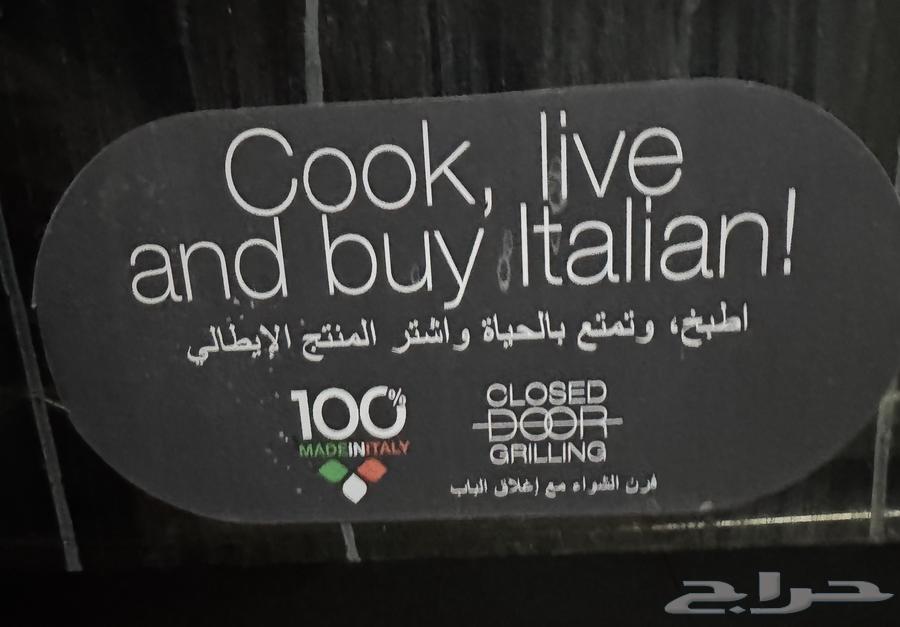 Cook, live
and buy Italian!
اطبخ، وتمتع بالحياة واشتر المنتج الإيطالي
100%
MADEINITALY
CLOSED
DOOR
GRILLING
فرن الشواء مع إغلاق الباب
حراج